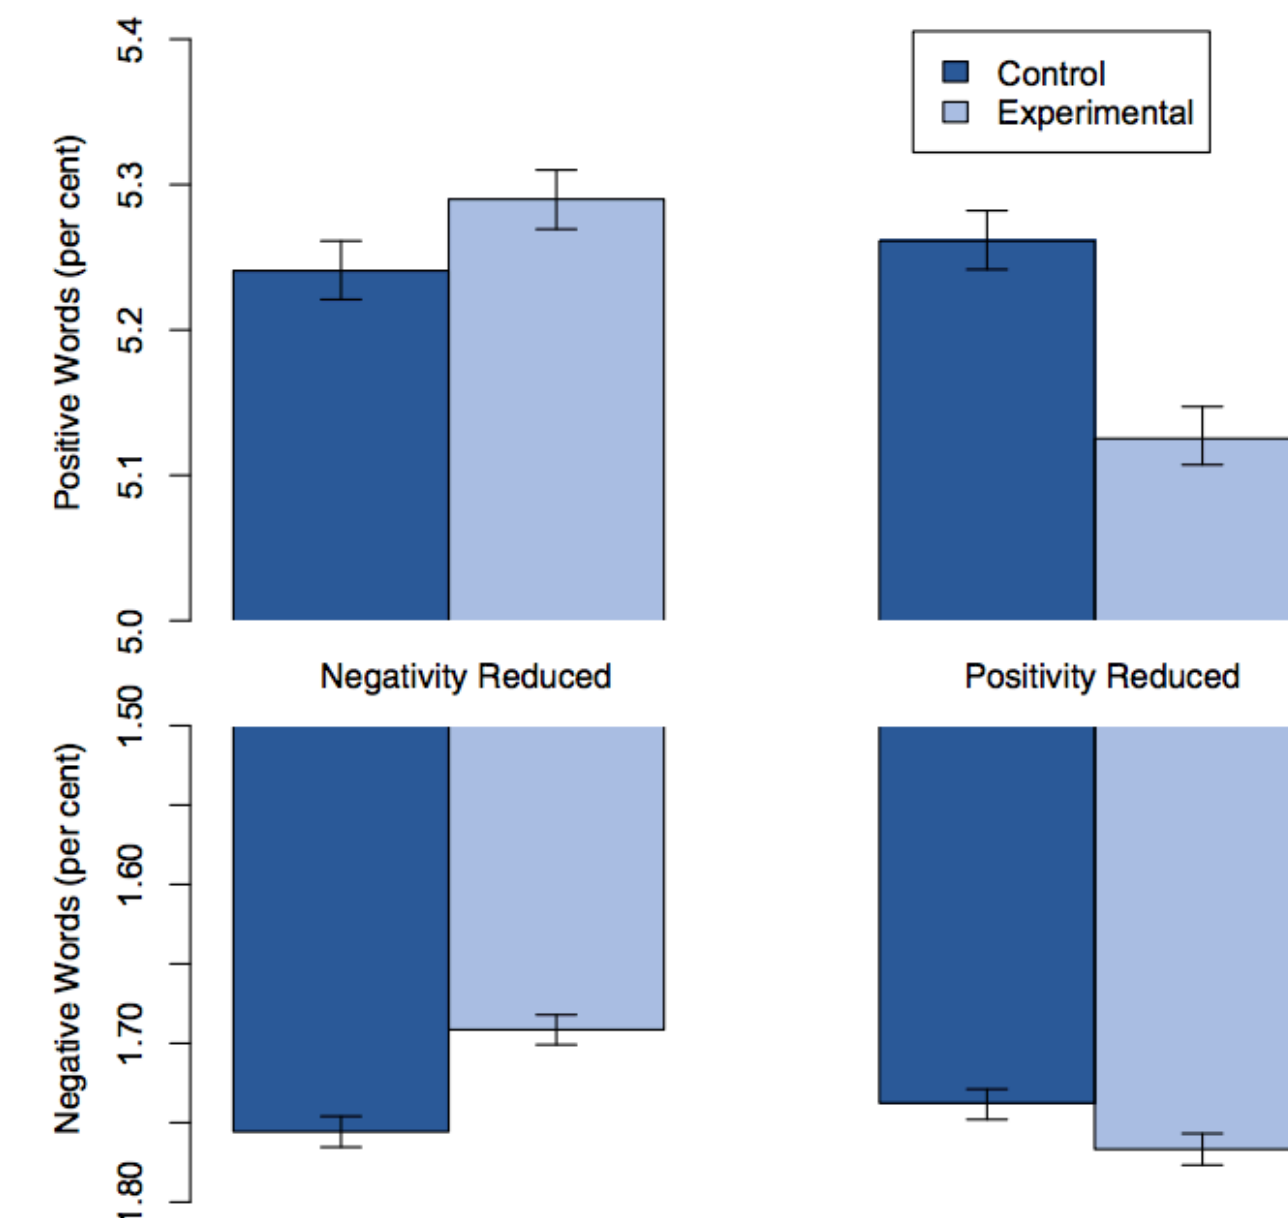 5.4
Control
Experimental
Positive Words (per cent)
5.3
5.2
5.1
5.0
Negativity Reduced
Positivity Reduced
1.50
Negative Words (per cent)
1.60
1.70
1.80